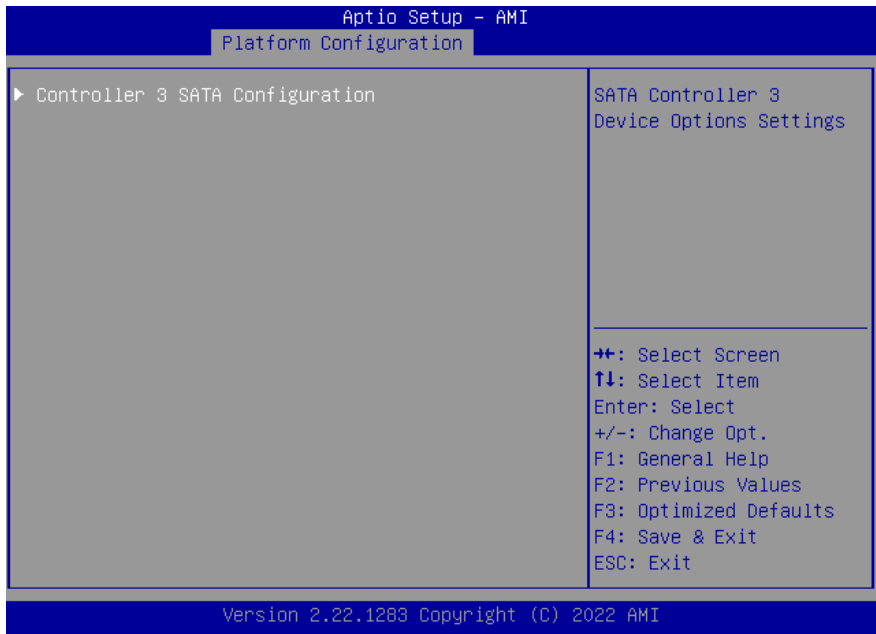 Aptio Setup – AMI
Platform Configuration
▶ Controller 3 SATA Configuration
SATA Controller 3
Device Options Settings
→←: Select Screen
↑↓: Select Item
Enter: Select
+/-: Change Opt.
F1: General Help
F2: Previous Values
F3: Optimized Defaults
F4: Save & Exit
ESC: Exit
Version 2.22.1283 Copyright (C) 2022 AMI